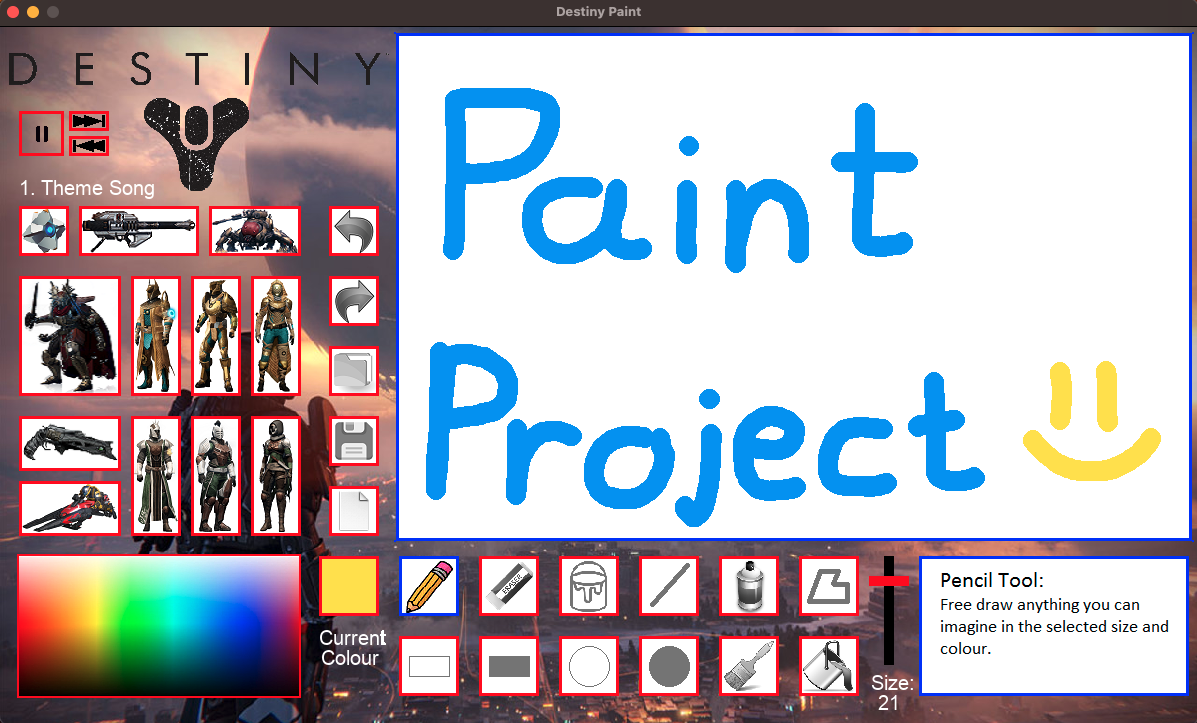 Destiny Paint
DESTINY
1. Theme Song
Paint
Project
ERASER
Current
Colour
Size:
21
Pencil Tool:
Free draw anything you can
imagine in the selected size and
colour.